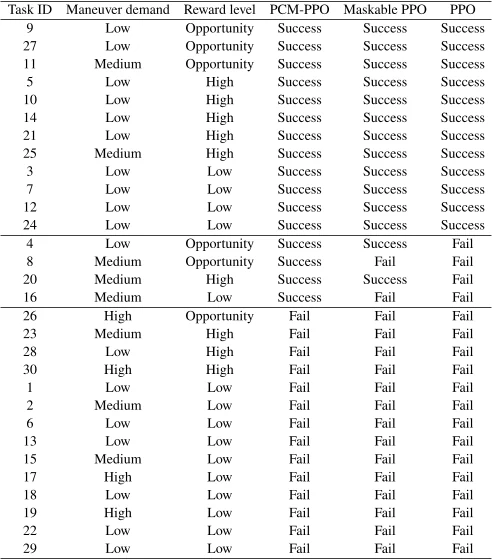 Task ID Maneuver demand Reward level PCM-PPO Maskable PPO PPO
9 Low Opportunity Success Success Success
27 Low Opportunity Success Success Success
11 Medium Opportunity Success Success Success
5 Low High Success Success Success
10 Low High Success Success Success
14 Low High Success Success Success
21 Low High Success Success Success
25 Medium High Success Success Success
3 Low Low Success Success Success
7 Low Low Success Success Success
12 Low Low Success Success Success
24 Low Low Success Success Success
4 Low Opportunity Success Success Fail
8 Medium Opportunity Success Fail Fail
20 Medium High Success Success Fail
16 Medium Low Success Fail Fail
26 High Opportunity Fail Fail Fail
23 Medium High Fail Fail Fail
28 Low High Fail Fail Fail
30 High High Fail Fail Fail
1 Low Low Fail Fail Fail
2 Medium Low Fail Fail Fail
6 Low Low Fail Fail Fail
13 Low Low Fail Fail Fail
15 Medium Low Fail Fail Fail
17 High Low Fail Fail Fail
18 Low Low Fail Fail Fail
19 High Low Fail Fail Fail
22 Low Low Fail Fail Fail
29 Low Low Fail Fail Fail